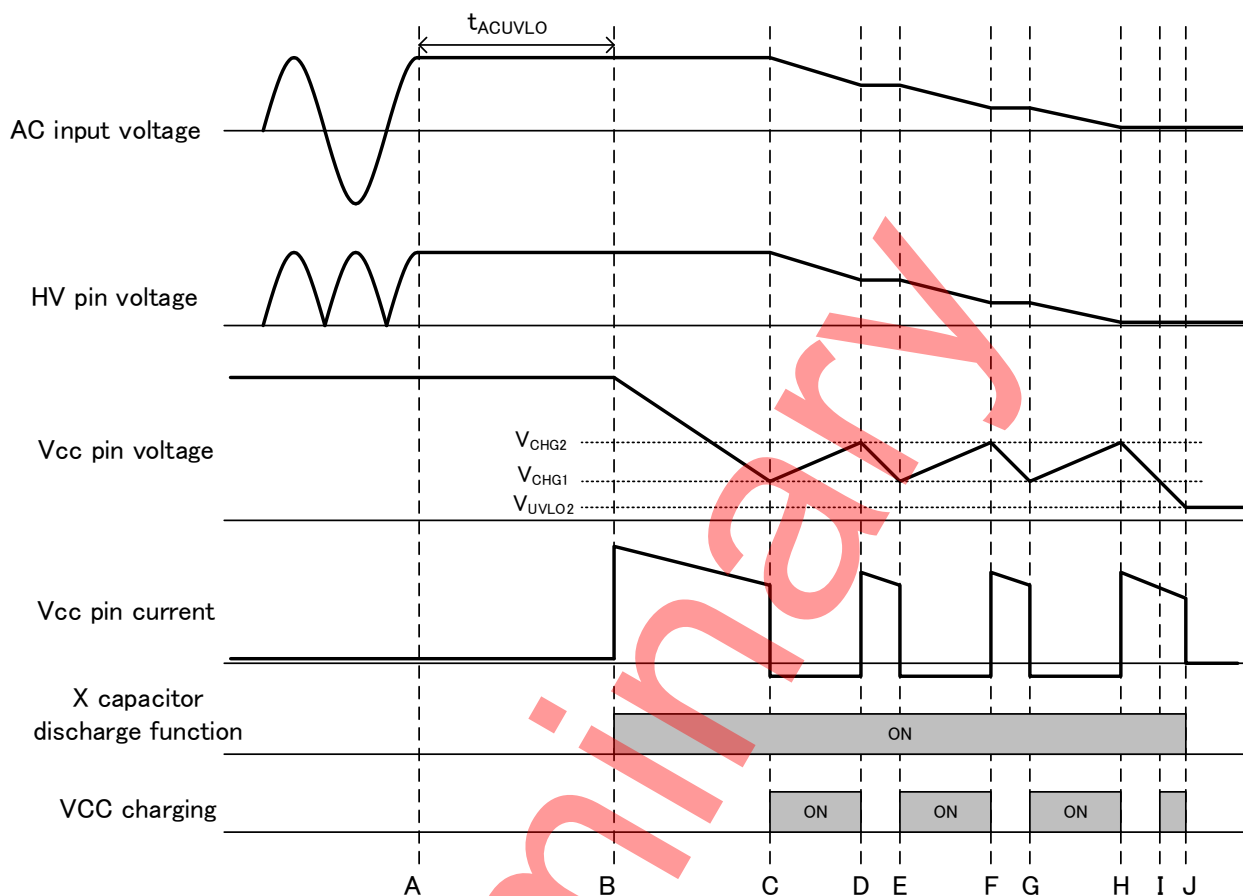 tACUVLO
AC input voltage
HV pin voltage
Vcc pin voltage
VCHG2
VCHG1
VUVLO2
Vcc pin current
X capacitor
discharge function
ON
VCC charging
ON
ON
ON
A B C D E F G H I J
minary